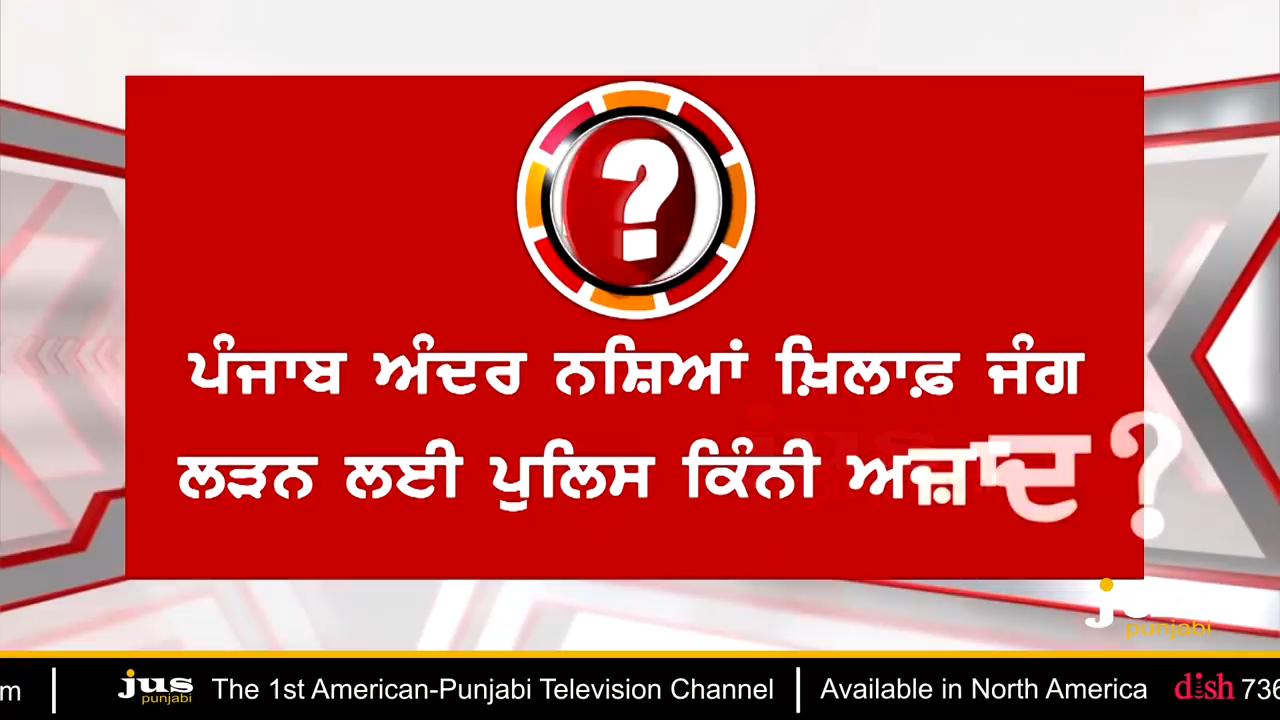 ?
ਪੰਜਾਬ ਅੰਦਰ ਨਸ਼ਿਆਂ ਖ਼ਿਲਾਫ਼ ਜੰਗ
ਲੜਨ ਲਈ ਪੁਲਿਸ ਕਿੰਨੀ ਅਜ਼ਾਦ ?
jus
punjabi
m | jus punjabi The 1st American-Punjabi Television Channel | Available in North America dish 736